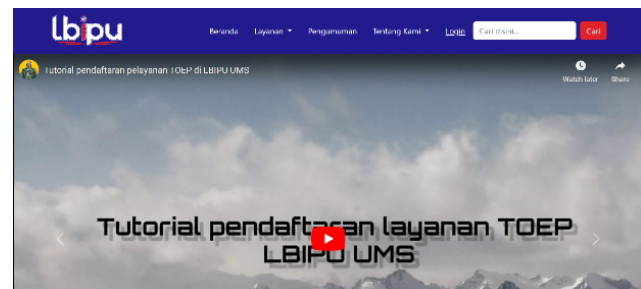 lbipu
Beranda Layanan Pengumuman Tentang Kami Login Cari disini... Cari
Tutorial pendaftaran pelayanan TOEP di LBIPU UMS
Watch later Share
Tutorial pendaftaran layanan TOEP
LBIPU UMS